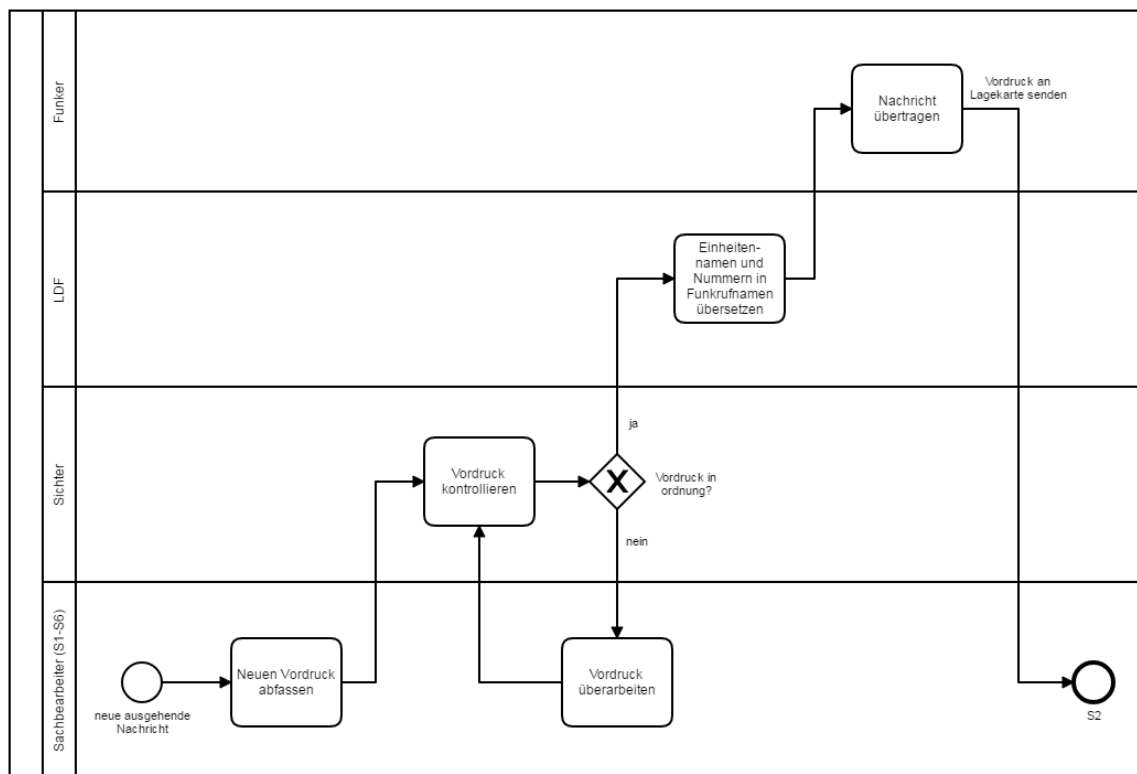 Funker
Nachricht
übertragen
Vordruck an
Lagekarte senden
LDF
Einheiten-
namen und
Nummern in
Funkrufnamen
übersetzen
Sichter
Vordruck
kontrollieren
ja
Vordruck in
ordnung?
nein
Sachbearbeiter (S1-S6)
neue ausgehende
Nachricht
Neuen Vordruck
abfassen
Vordruck
überarbeiten
S2